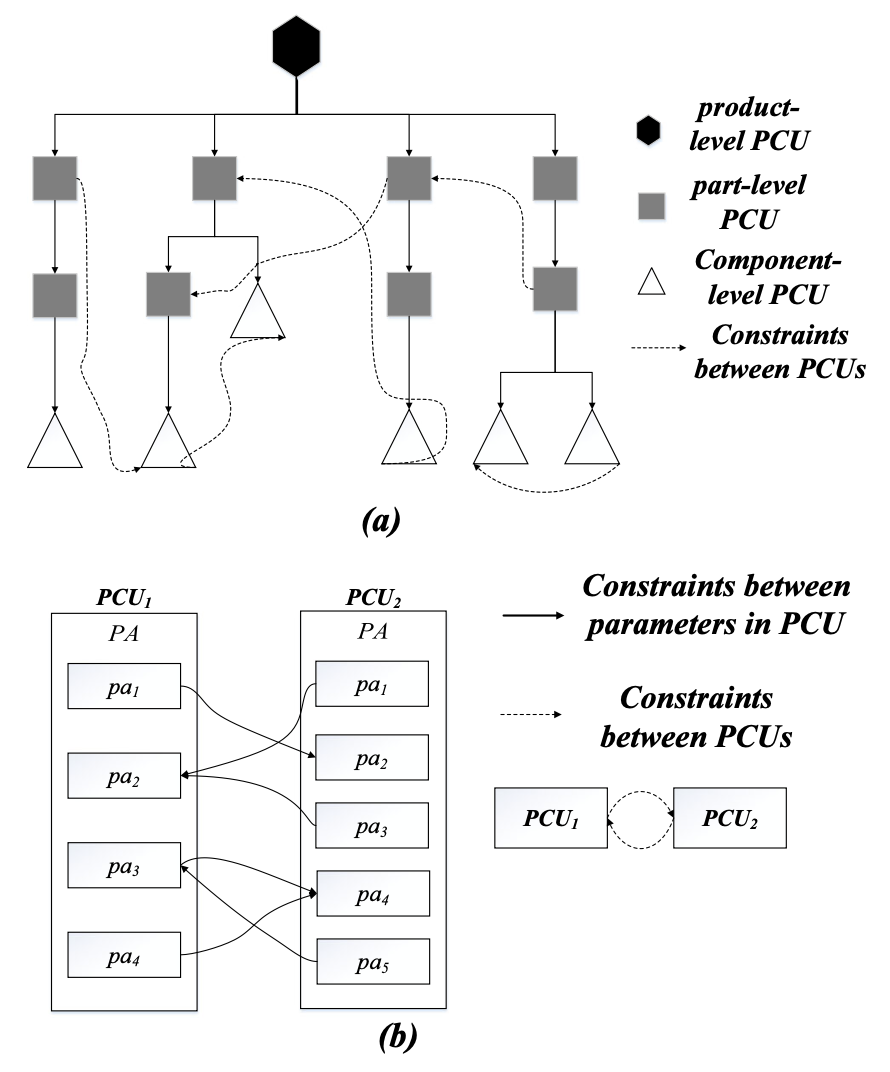 product-
level PCU
part-level
PCU
Component-
level PCU
Constraints
between PCUs
(a)
PCU1
PA
pa1
pa2
pa3
pa4
PCU2
PA
pa1
pa2
pa3
pa4
pa5
Constraints between
parameters in PCU
Constraints
between PCUs
PCU1
PCU2
(b)